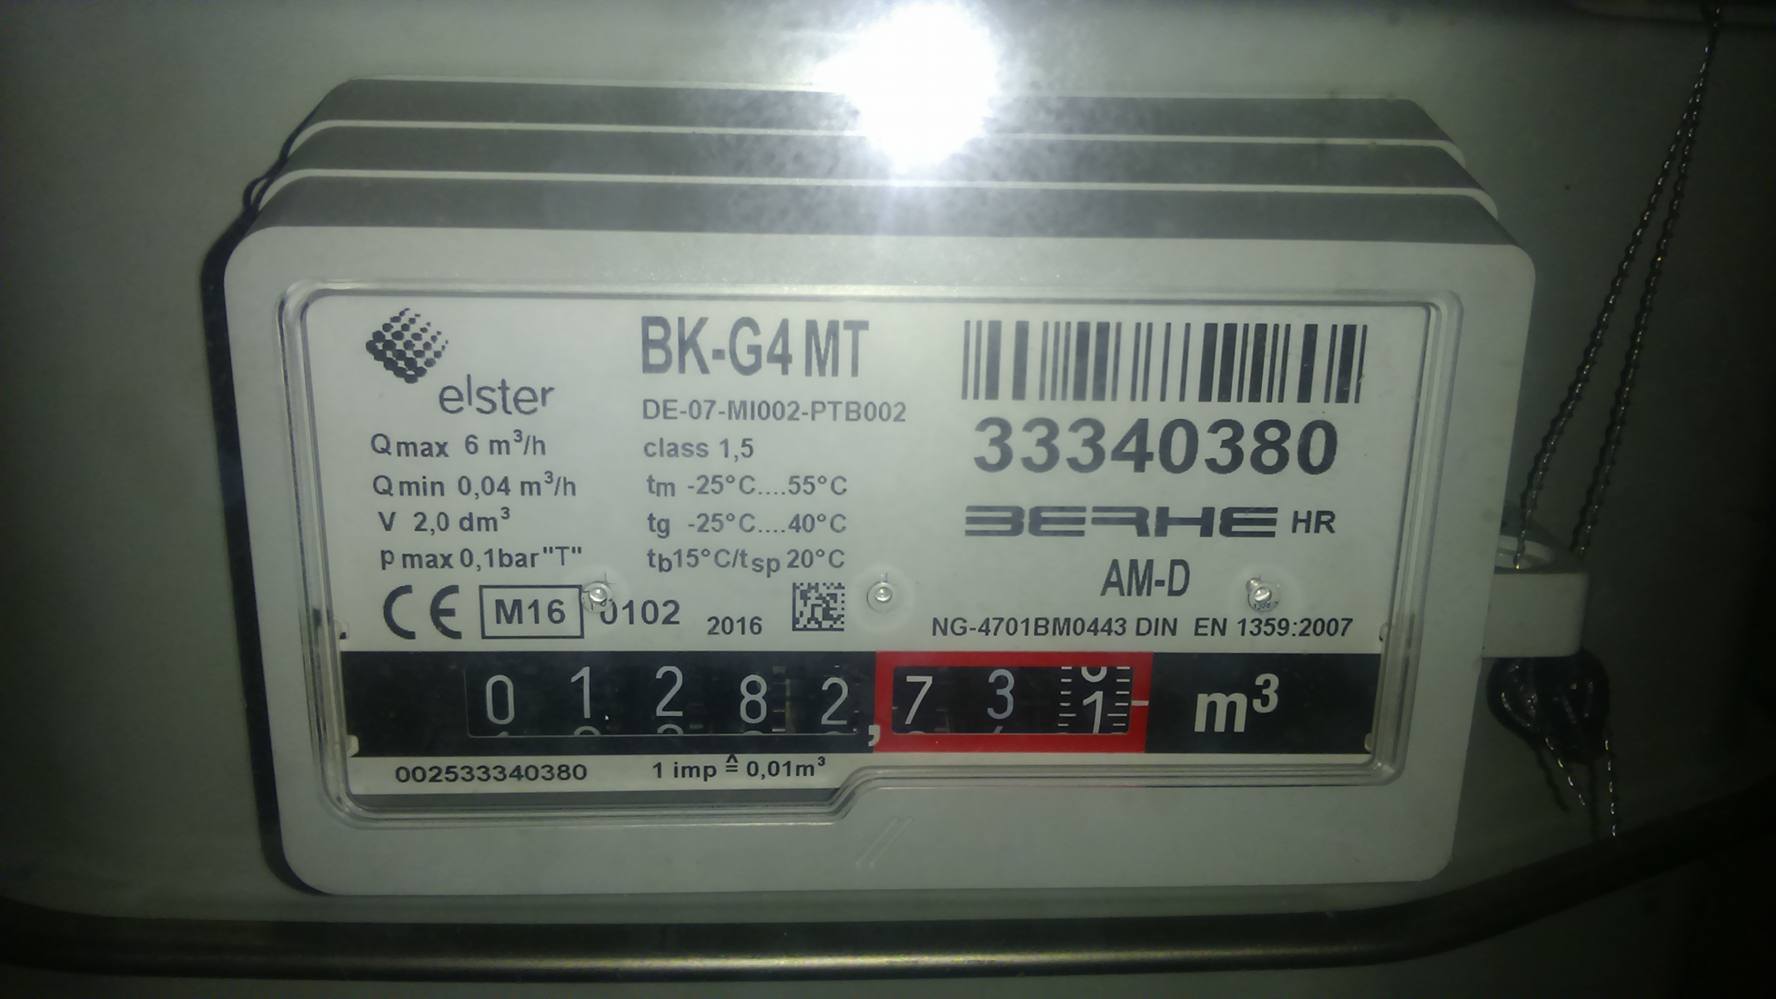 elster
BK-G4 MT
DE-07-MI002-PTB002
33340380
Qmax 6 m³/h
class 1,5
Qmin 0,04 m³/h
tm -25°C....55°C
V 2,0 dm³
tg -25°C....40°C
BERHE HR
p max 0,1bar "T"
tb15°C/tsp 20°C
AM-D
CE M16 0102 2016
NG-4701BM0443 DIN EN 1359:2007
0 1 2 8 2 , 7 3 1 m³
002533340380 1 imp ≙ 0,01m³